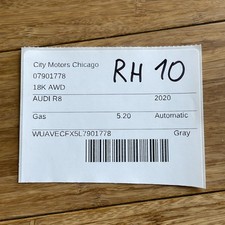 City Motors Chicago
07901778
RH 10
18K AWD
AUDI R8 2020
Gas 5.20 Automatic
WUAVECFX5L7901778 Gray